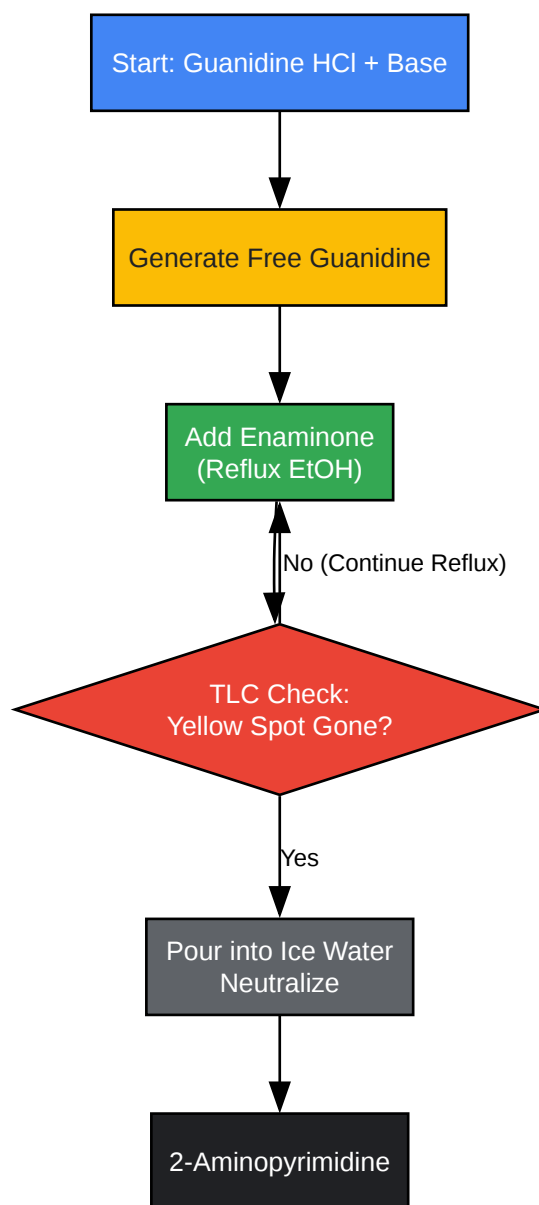 Start: Guanidine HCl + Base
Generate Free Guanidine
Add Enaminone
(Reflux EtOH)
No (Continue Reflux)
TLC Check:
Yellow Spot Gone?
Yes
Pour into Ice Water
Neutralize
2-Aminopyrimidine